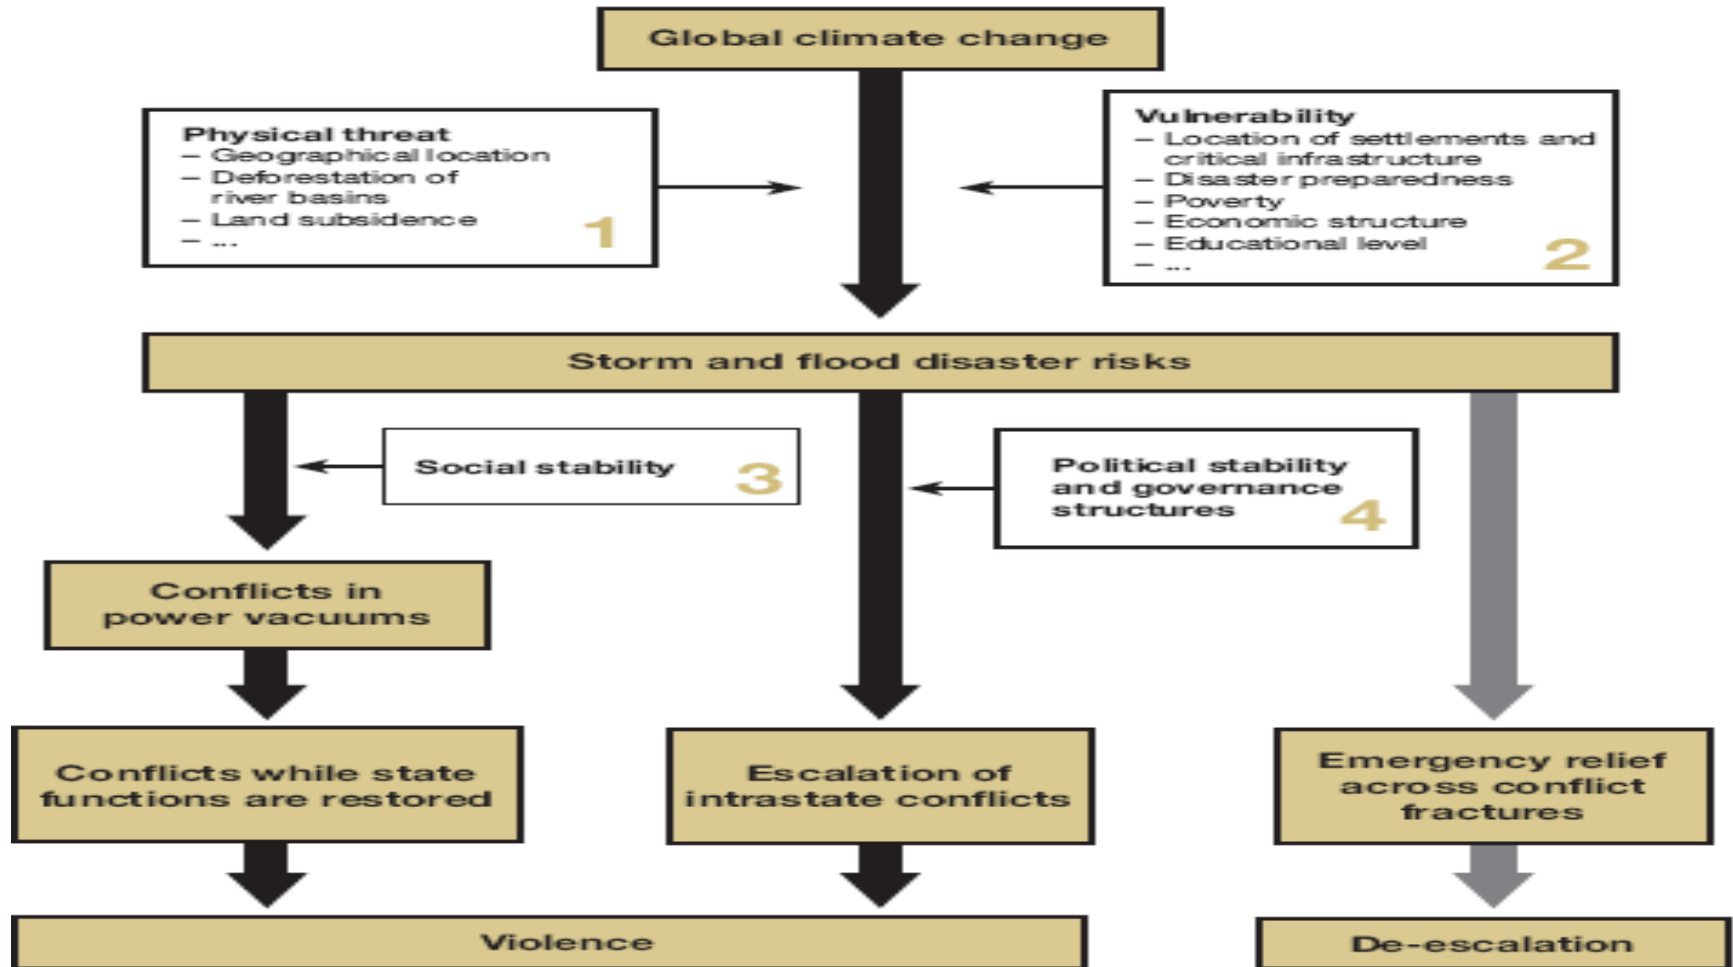 Global climate change
Physical threat
– Geographical location
– Deforestation of
river basins
– Land subsidence
– ...
1
Vulnerability
– Location of settlements and
critical infrastructure
– Disaster preparedness
– Poverty
– Economic structure
– Educational level
– ...
2
Storm and flood disaster risks
Social stability
3
Political stability
and governance
structures
4
Conflicts in
power vacuums
Conflicts while state
functions are restored
Escalation of
intrastate conflicts
Emergency relief
across conflict
fractures
Violence
De-escalation